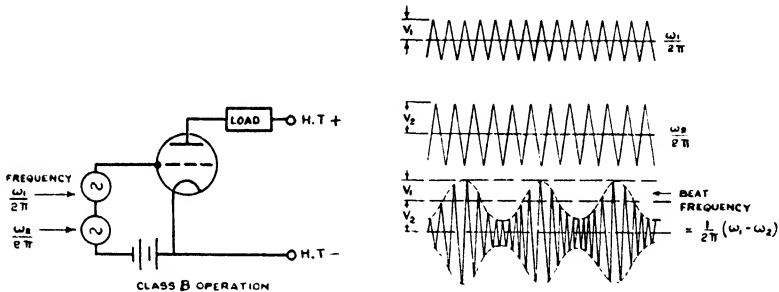 LOAD
H.T +
FREQUENCY
ω₁/2π
ω₂/2π
H.T −
CLASS B OPERATION
V₁
ω₁/2π
V₂
ω₂/2π
V₁
V₂
BEAT
FREQUENCY
= 1/2π (ω₁-ω₂)